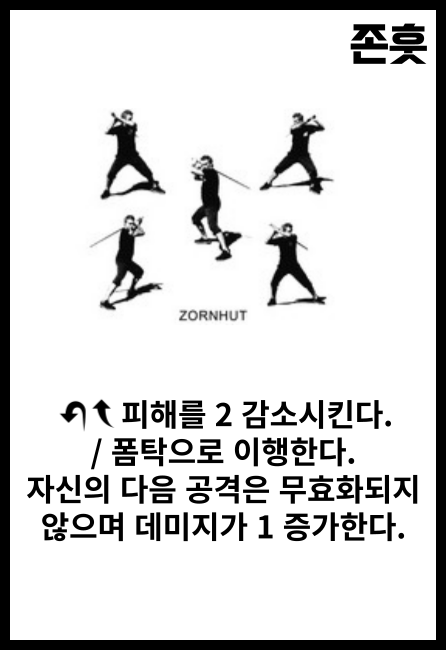 쫀훗
ZORNHUT
피해를 2 감소시킨다.
/ 폼탁으로 이행한다.
자신의 다음 공격은 무효화되지
않으며 데미지가 1 증가한다.